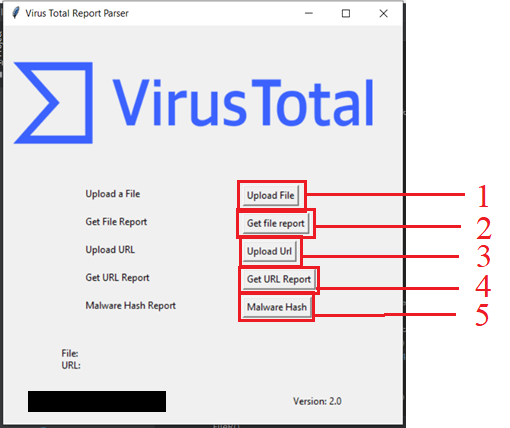 Virus Total Report Parser
VirusTotal
Upload a File Upload File 1
Get File Report Get file report 2
Upload URL Upload Url 3
Get URL Report Get URL Report 4
Malware Hash Report Malware Hash 5
File:
URL:
Version: 2.0